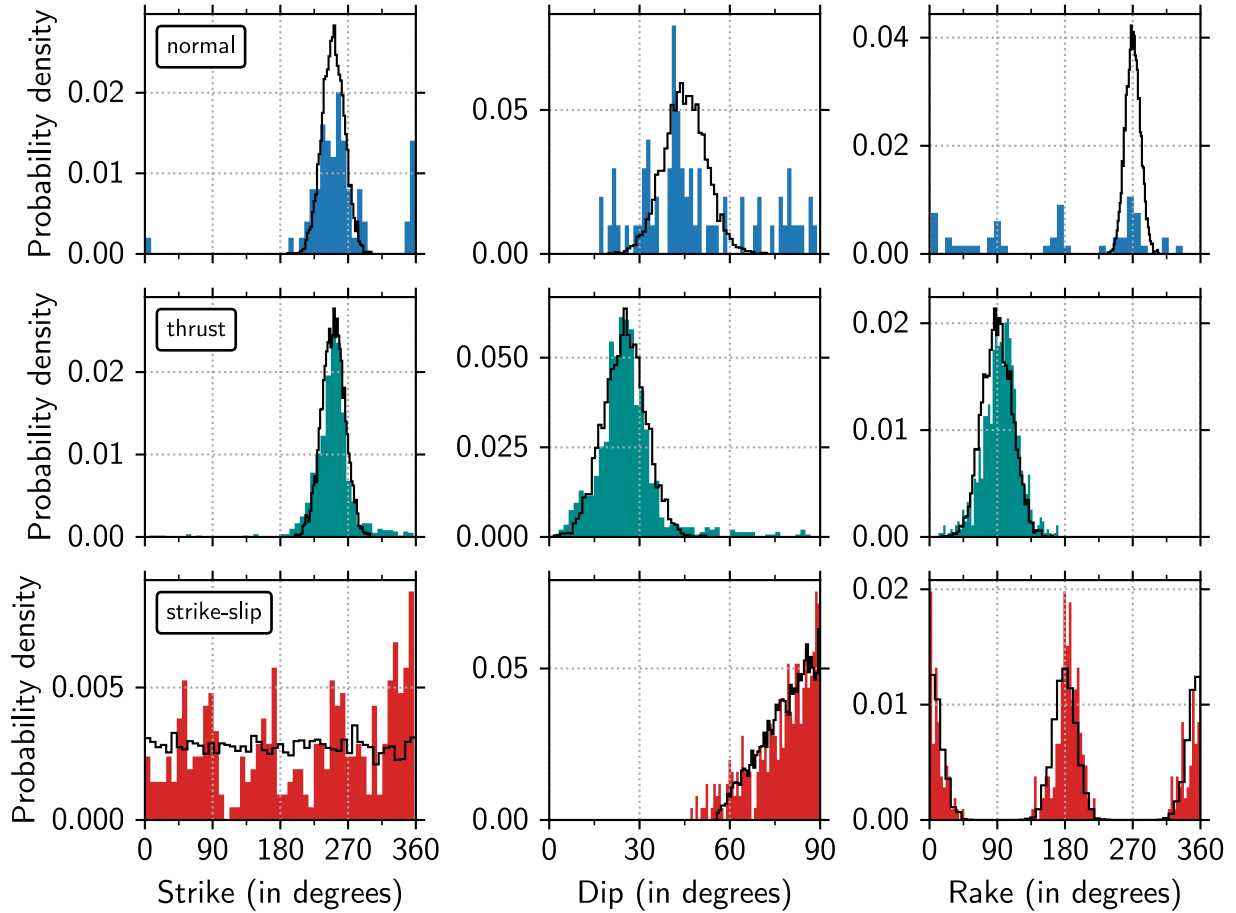 Probability density
0.02
0.01
0.00
normal
0.05
0.00
0.04
0.02
0.00
Probability density
0.02
0.01
0.00
thrust
0.050
0.025
0.000
0.02
0.01
0.00
Probability density
0.005
0.000
strike-slip
0.05
0.00
0.02
0.01
0.00
0 90 180 270 360
0 30 60 90
0 90 180 270 360
Strike (in degrees)
Dip (in degrees)
Rake (in degrees)